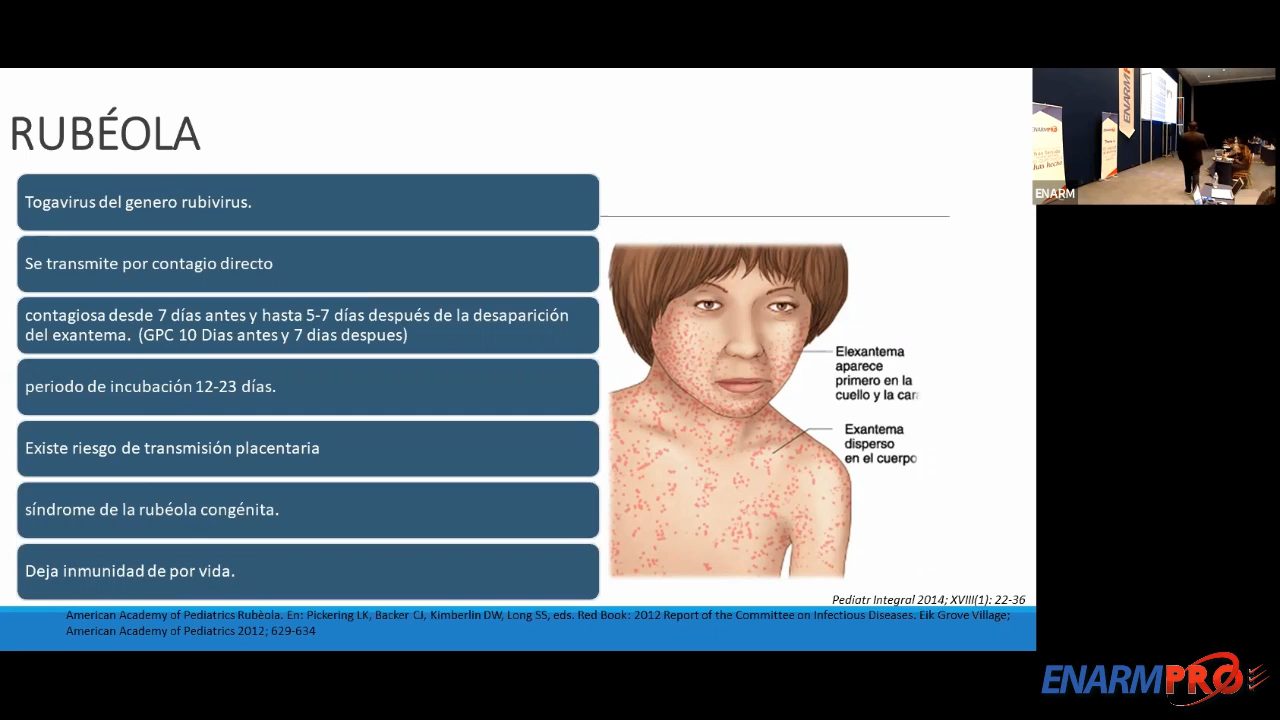 RUBÉOLA
Togavirus del genero rubivirus.
Se transmite por contagio directo
contagiosa desde 7 días antes y hasta 5-7 días después de la desaparición
del exantema. (GPC 10 Dias antes y 7 dias despues)
periodo de incubación 12-23 días.
Existe riesgo de transmisión placentaria
síndrome de la rubéola congénita.
Deja inmunidad de por vida.
Elexantema
aparece
primero en la
cuello y la car
Exantema
disperso
en el cuerpo
Pediatr Integral 2014; XVIII(1): 22-36
American Academy of Pediatrics Rubèola. En: Pickering LK, Backer CJ, Kimberlin DW, Long SS, eds. Red Book: 2012 Report of the Committee on Infectious Diseases. Elk Grove Village;
American Academy of Pediatrics 2012; 629-634
ENARM
ENARMPRO